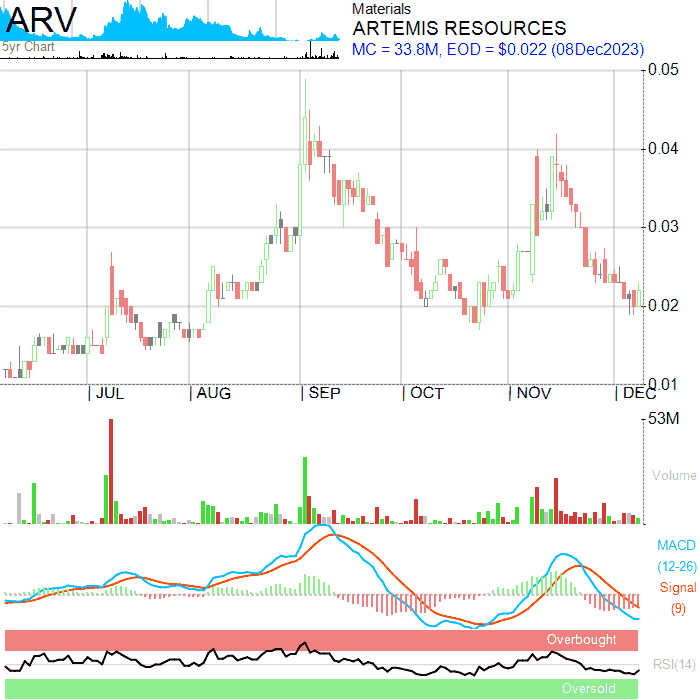 ARV
5yr Chart
Materials
ARTEMIS RESOURCES
MC = 33.8M, EOD = $0.022 (08Dec2023)
0.05
0.04
0.03
0.02
0.01
| JUL | AUG | SEP | OCT | NOV | DEC
53M
Volume
MACD
(12-26)
Signal
(9)
Overbought
RSI(14)
Oversold